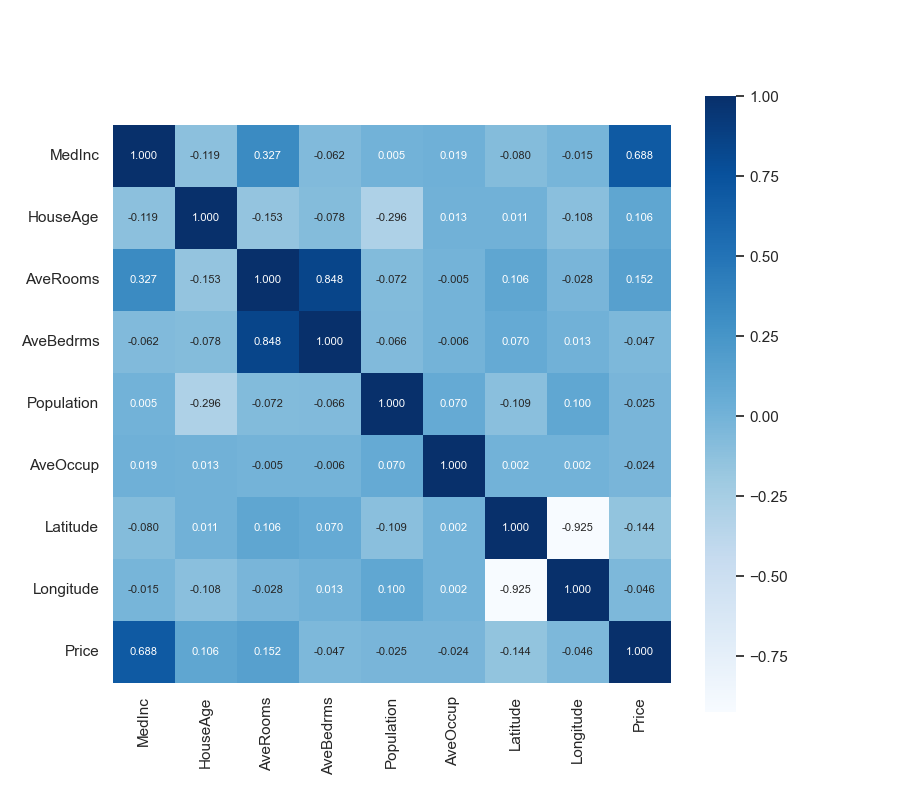 MedInc 1.000 -0.119 0.327 -0.062 0.005 0.019 -0.080 -0.015 0.688
HouseAge -0.119 1.000 -0.153 -0.078 -0.296 0.013 0.011 -0.108 0.106
AveRooms 0.327 -0.153 1.000 0.848 -0.072 -0.005 0.106 -0.028 0.152
AveBedrms -0.062 -0.078 0.848 1.000 -0.066 -0.006 0.070 0.013 -0.047
Population 0.005 -0.296 -0.072 -0.066 1.000 0.070 -0.109 0.100 -0.025
AveOccup 0.019 0.013 -0.005 -0.006 0.070 1.000 0.002 0.002 -0.024
Latitude -0.080 0.011 0.106 0.070 -0.109 0.002 1.000 -0.925 -0.144
Longitude -0.015 -0.108 -0.028 0.013 0.100 0.002 -0.925 1.000 -0.046
Price 0.688 0.106 0.152 -0.047 -0.025 -0.024 -0.144 -0.046 1.000
MedInc HouseAge AveRooms AveBedrms Population AveOccup Latitude Longitude Price
1.00
0.75
0.50
0.25
0.00
−0.25
−0.50
−0.75